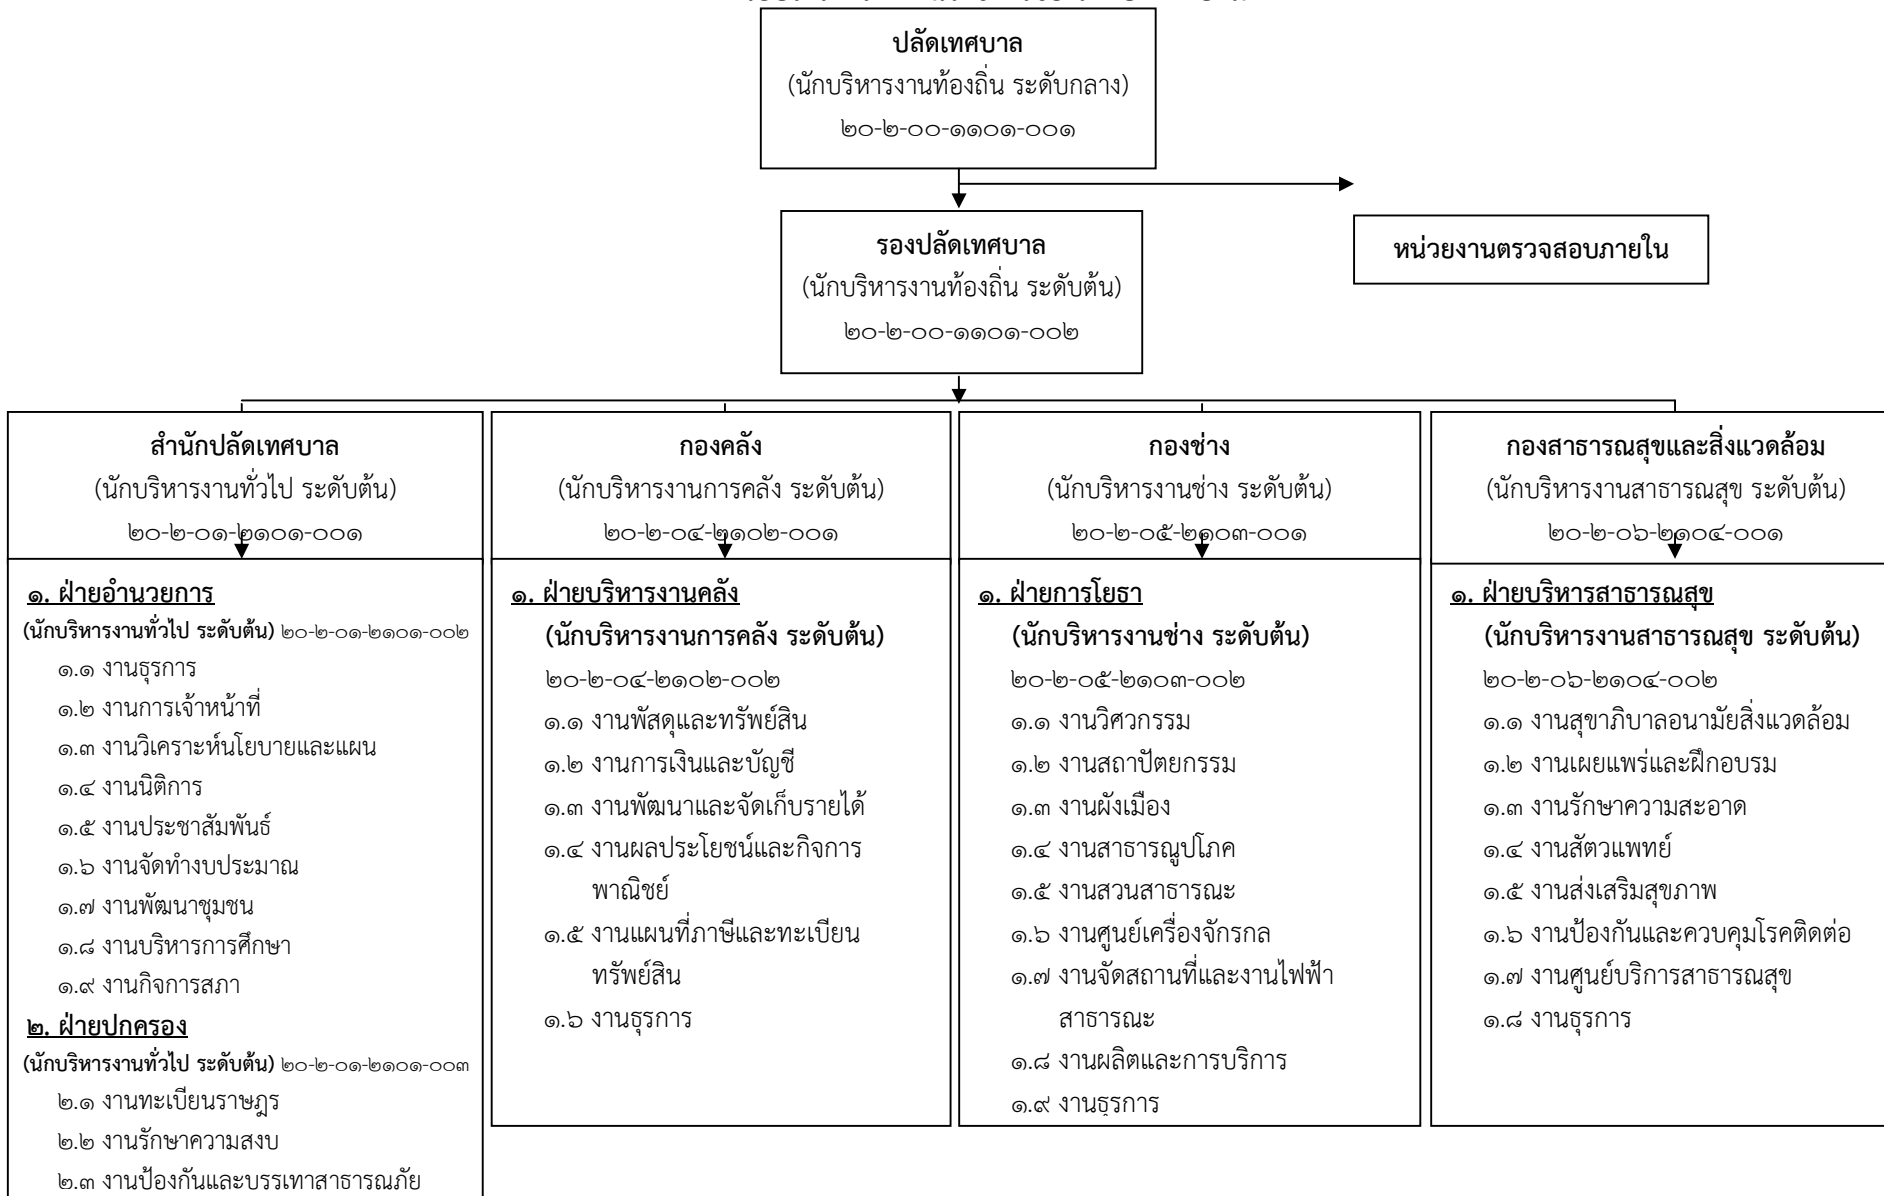 ปลัดเทศบาล
(นักบริหารงานท้องถิ่น ระดับกลาง)
๒๐-๒-๐๐-๑๑๐๑-๐๐๑
รองปลัดเทศบาล
(นักบริหารงานท้องถิ่น ระดับต้น)
๒๐-๒-๐๐-๑๑๐๑-๐๐๒
หน่วยงานตรวจสอบภายใน
สำนักปลัดเทศบาล
(นักบริหารงานทั่วไป ระดับต้น)
๒๐-๒-๐๑-๒๑๐๑-๐๐๑
๑. ฝ่ายอำนวยการ
(นักบริหารงานทั่วไป ระดับต้น) ๒๐-๒-๐๑-๒๑๐๑-๐๐๒
๑.๑ งานธุรการ
๑.๒ งานการเจ้าหน้าที่
๑.๓ งานวิเคราะห์นโยบายและแผน
๑.๔ งานนิติการ
๑.๕ งานประชาสัมพันธ์
๑.๖ งานจัดทำงบประมาณ
๑.๗ งานพัฒนาชุมชน
๑.๘ งานบริหารการศึกษา
๑.๙ งานกิจการสภา
๒. ฝ่ายปกครอง
(นักบริหารงานทั่วไป ระดับต้น) ๒๐-๒-๐๑-๒๑๐๑-๐๐๓
๒.๑ งานทะเบียนราษฎร
๒.๒ งานรักษาความสงบ
๒.๓ งานป้องกันและบรรเทาสาธารณภัย
กองคลัง
(นักบริหารงานการคลัง ระดับต้น)
๒๐-๒-๐๔-๒๑๐๒-๐๐๑
๑. ฝ่ายบริหารงานคลัง
(นักบริหารงานการคลัง ระดับต้น)
๒๐-๒-๐๔-๒๑๐๒-๐๐๒
๑.๑ งานพัสดุและทรัพย์สิน
๑.๒ งานการเงินและบัญชี
๑.๓ งานพัฒนาและจัดเก็บรายได้
๑.๔ งานผลประโยชน์และกิจการ
พาณิชย์
๑.๕ งานแผนที่ภาษีและทะเบียน
ทรัพย์สิน
๑.๖ งานธุรการ
กองช่าง
(นักบริหารงานช่าง ระดับต้น)
๒๐-๒-๐๕-๒๑๐๓-๐๐๑
๑. ฝ่ายการโยธา
(นักบริหารงานช่าง ระดับต้น)
๒๐-๒-๐๕-๒๑๐๓-๐๐๒
๑.๑ งานวิศวกรรม
๑.๒ งานสถาปัตยกรรม
๑.๓ งานผังเมือง
๑.๔ งานสาธารณูปโภค
๑.๕ งานสวนสาธารณะ
๑.๖ งานศูนย์เครื่องจักรกล
๑.๗ งานจัดสถานที่และงานไฟฟ้า
สาธารณะ
๑.๘ งานผลิตและการบริการ
๑.๙ งานธุรการ
กองสาธารณสุขและสิ่งแวดล้อม
(นักบริหารงานสาธารณสุข ระดับต้น)
๒๐-๒-๐๖-๒๑๐๔-๐๐๑
๑. ฝ่ายบริหารสาธารณสุข
(นักบริหารงานสาธารณสุข ระดับต้น)
๒๐-๒-๐๖-๒๑๐๔-๐๐๒
๑.๑ งานสุขาภิบาลอนามัยสิ่งแวดล้อม
๑.๒ งานเผยแพร่และฝึกอบรม
๑.๓ งานรักษาความสะอาด
๑.๔ งานสัตวแพทย์
๑.๕ งานส่งเสริมสุขภาพ
๑.๖ งานป้องกันและควบคุมโรคติดต่อ
๑.๗ งานศูนย์บริการสาธารณสุข
๑.๘ งานธุรการ